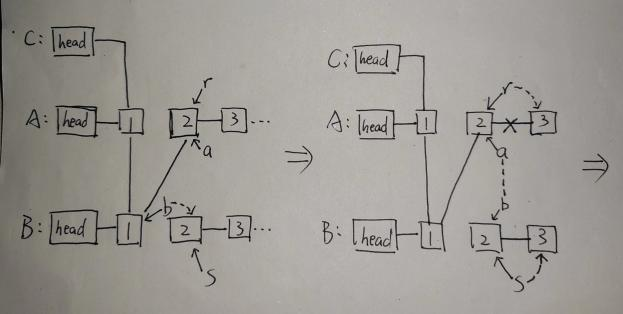 C: head
C: head
r
r
A: head 1 2 3 ...
A: head 1 2 3
a
a
⇒
⇒
b
b
B: head 1 2 3 ...
B: head 1 2 3
S
S